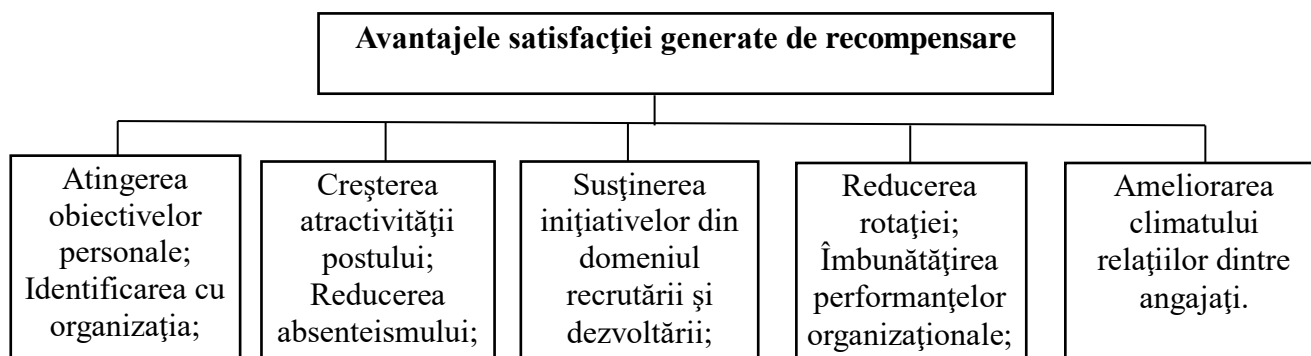 Avantajele satisfacţiei generate de recompensare
Atingerea
obiectivelor
personale;
Identificarea cu
organizaţia;
Creşterea
atractivităţii
postului;
Reducerea
absenteismului;
Susţinerea
iniţiativelor din
domeniul
recrutării şi
dezvoltării;
Reducerea
rotaţiei;
Îmbunătăţirea
performanţelor
organizaţionale;
Ameliorarea
climatului
relaţiilor dintre
angajaţi.